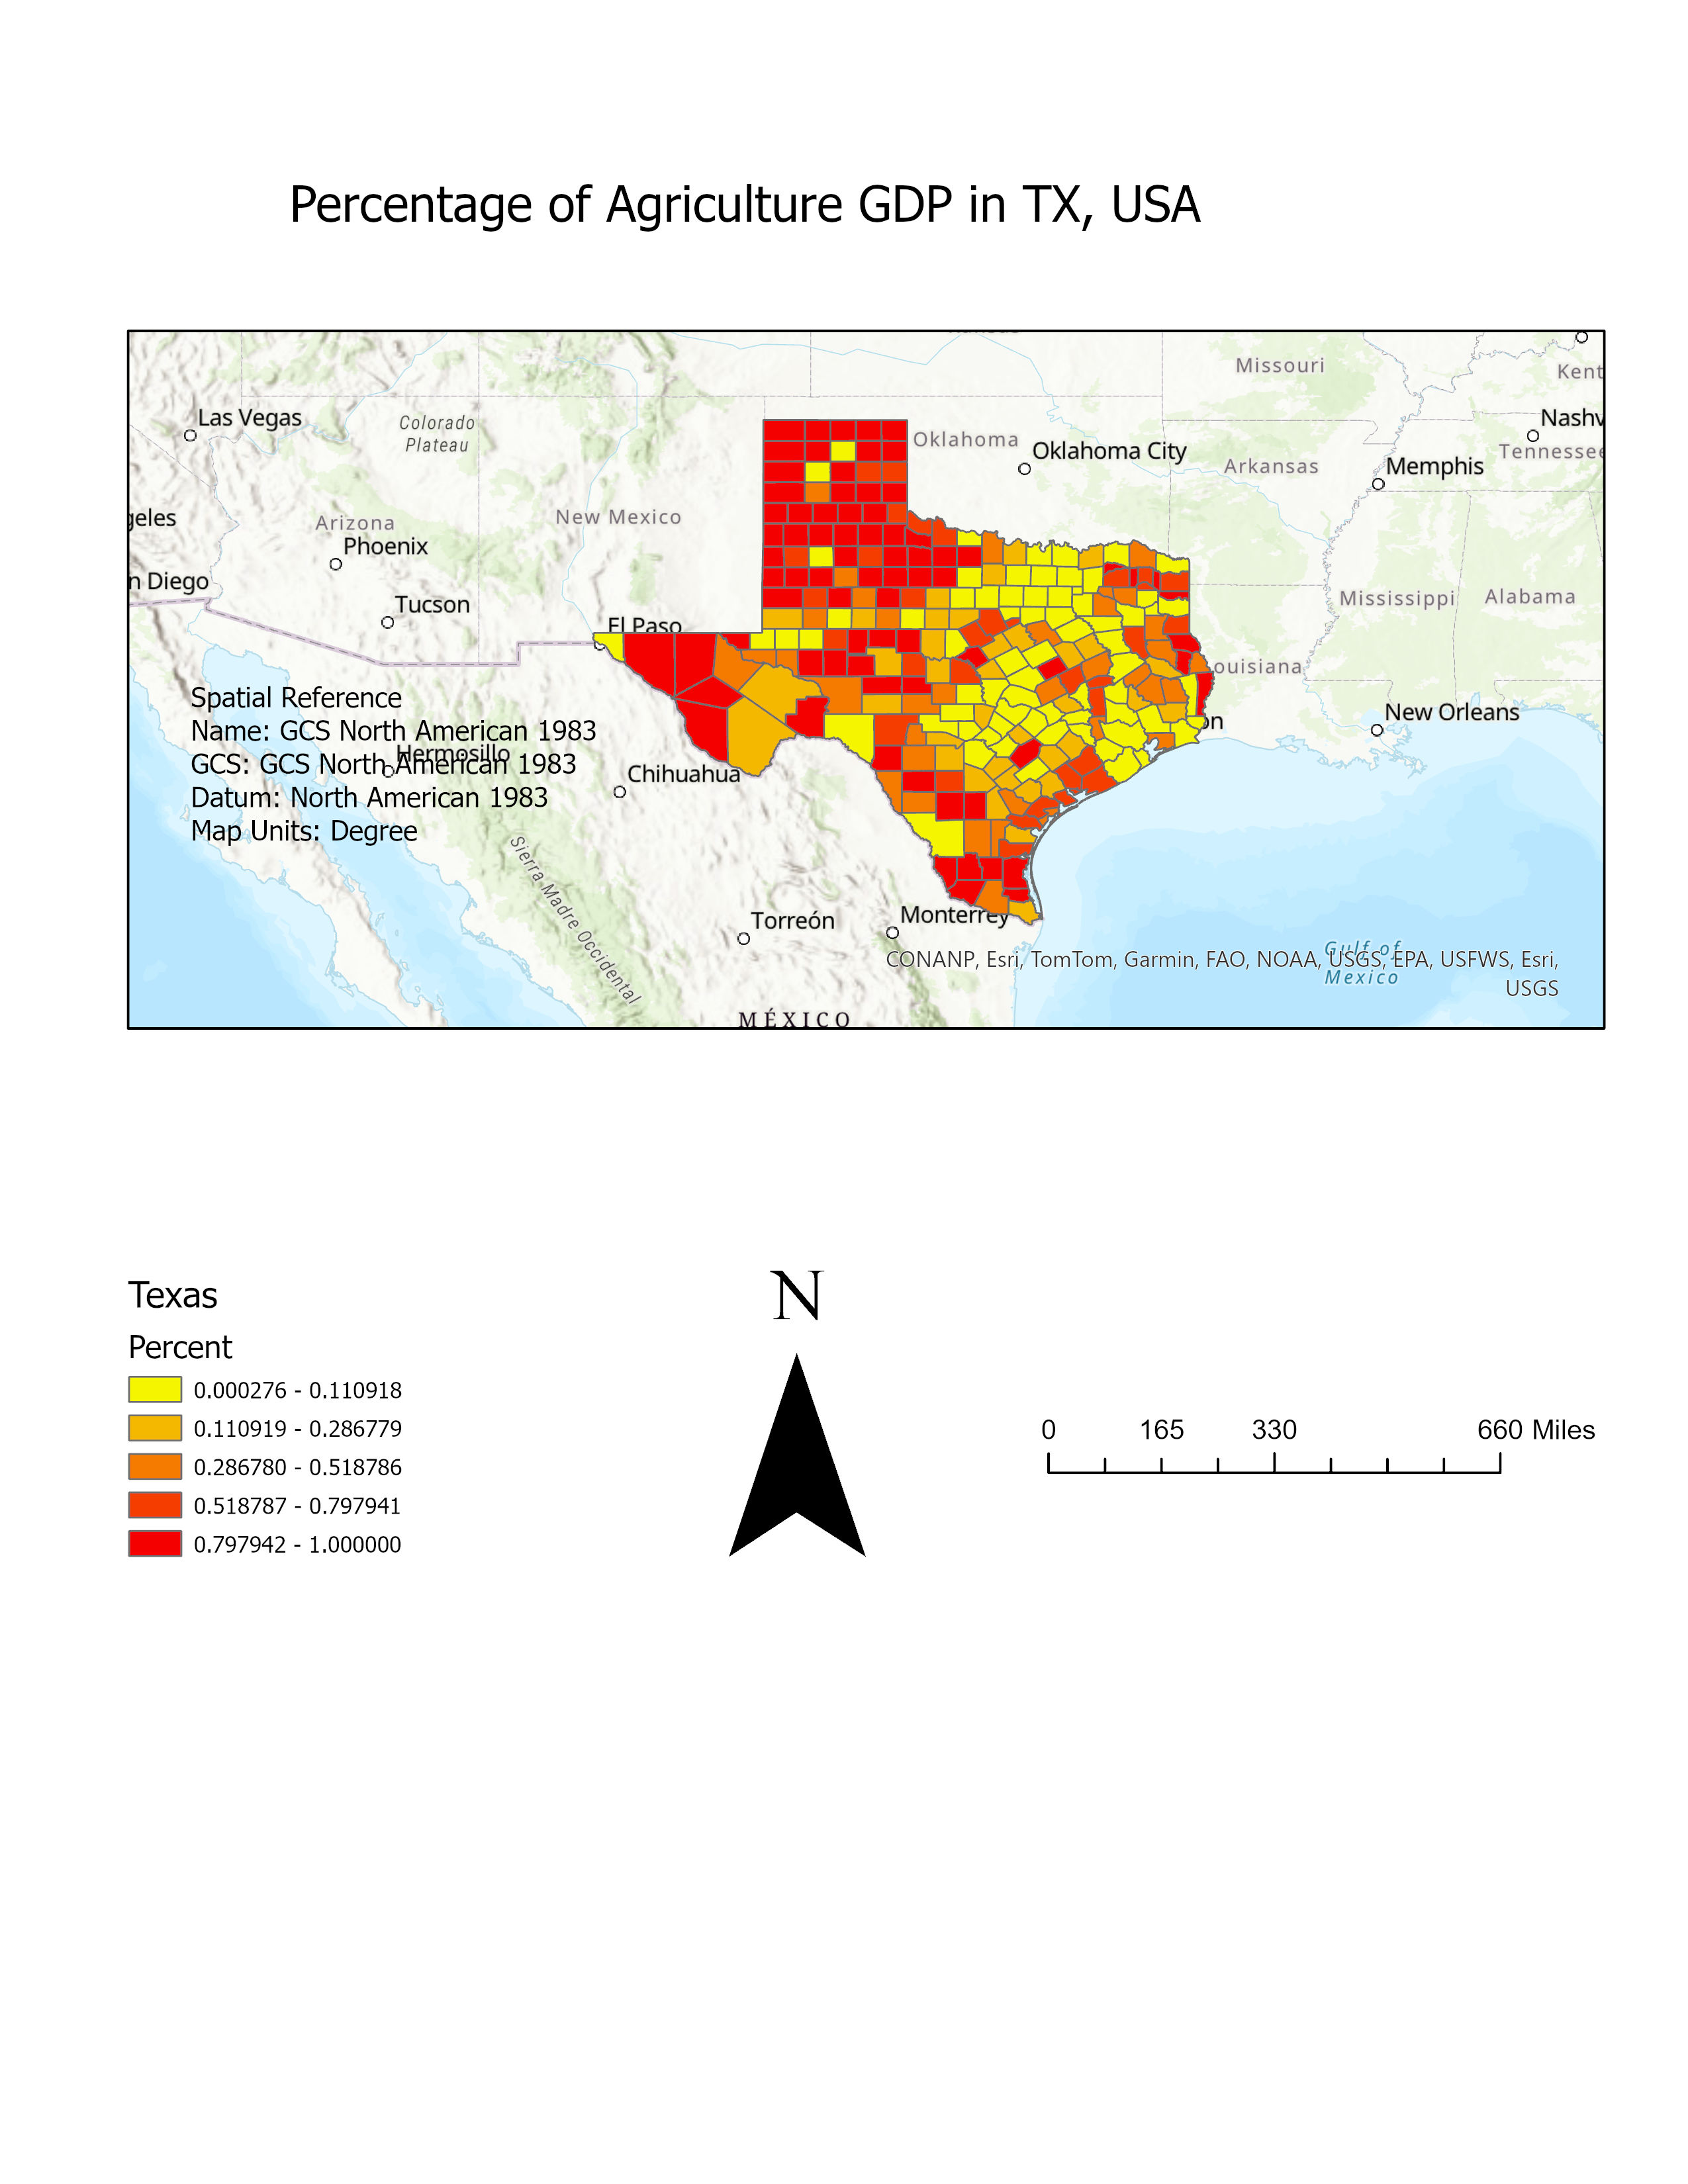 Percentage of Agriculture GDP in TX, USA
Missouri
Kent
Las Vegas
Colorado
Plateau
Nashv
Oklahoma
Oklahoma City
Tennessee
Arkansas
Memphis
geles
Arizona
New Mexico
Phoenix
n Diego
Mississippi
Alabama
Tucson
El Paso
ouisiana
Spatial Reference
Name: GCS North American 1983
GCS: GCS North American 1983
Datum: North American 1983
Map Units: Degree
Hermosillo
on
New Orleans
Chihuahua
Sierra Madre Occidental
Torreón
Monterrey
Gulf of
Mexico
CONANP, Esri, TomTom, Garmin, FAO, NOAA, USGS, EPA, USFWS, Esri,
USGS
MÉXICO
Texas
Percent
0.000276 - 0.110918
0.110919 - 0.286779
0.286780 - 0.518786
0.518787 - 0.797941
0.797942 - 1.000000
N
0 165 330 660 Miles